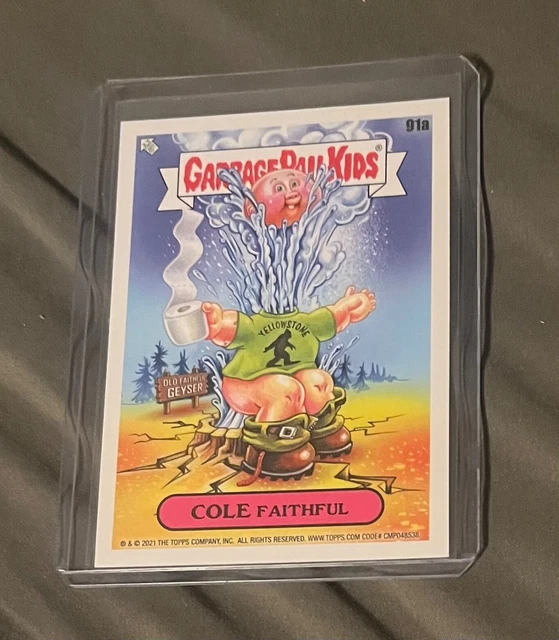 91a
GARBAGE PAIL KIDS®
YELLOWSTONE
OLD FAITHFUL
GEYSER
COLE FAITHFUL
® & © 2021 THE TOPPS COMPANY, INC. ALL RIGHTS RESERVED. WWW.TOPPS.COM CODE# CMP048538